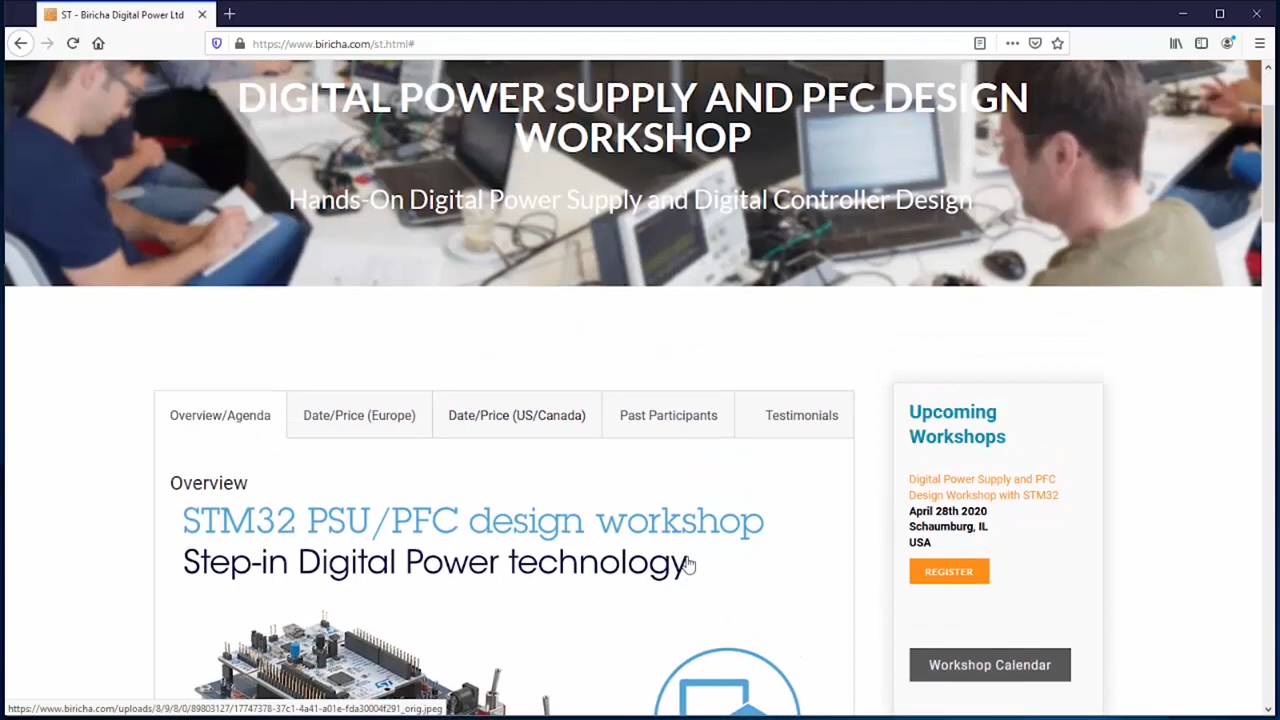 ST - Biricha Digital Power Ltd
https://www.biricha.com/st.html#
DIGITAL POWER SUPPLY AND PFC DESIGN
WORKSHOP
Hands-On Digital Power Supply and Digital Controller Design
Overview/Agenda
Date/Price (Europe)
Date/Price (US/Canada)
Past Participants
Testimonials
Overview
STM32 PSU/PFC design workshop
Step-in Digital Power technology
Upcoming
Workshops
Digital Power Supply and PFC
Design Workshop with STM32
April 28th 2020
Schaumburg, IL
USA
REGISTER
Workshop Calendar
https://www.biricha.com/uploads/8/9/8/0/89803127/17747378-37c1-4a41-a01e-fda30004f291_orig.jpeg